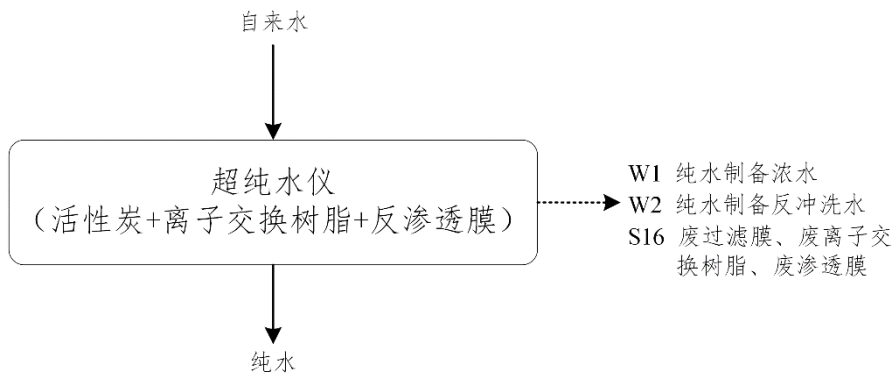 自来水
超纯水仪
（活性炭+离子交换树脂+反渗透膜）
W1 纯水制备浓水
W2 纯水制备反冲洗水
S16 废过滤膜、废离子交
换树脂、废渗透膜
纯水